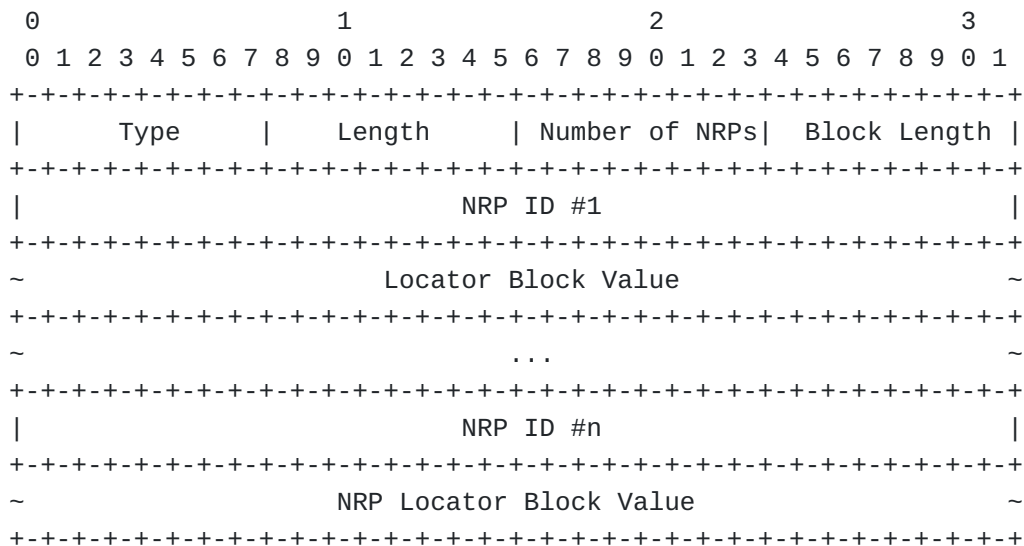 0                   1                   2                   3
 0 1 2 3 4 5 6 7 8 9 0 1 2 3 4 5 6 7 8 9 0 1 2 3 4 5 6 7 8 9 0 1
+-+-+-+-+-+-+-+-+-+-+-+-+-+-+-+-+-+-+-+-+-+-+-+-+-+-+-+-+-+-+-+-+
|      Type     |    Length     | Number of NRPs|  Block Length |
+-+-+-+-+-+-+-+-+-+-+-+-+-+-+-+-+-+-+-+-+-+-+-+-+-+-+-+-+-+-+-+-+
|                            NRP ID #1                          |
+-+-+-+-+-+-+-+-+-+-+-+-+-+-+-+-+-+-+-+-+-+-+-+-+-+-+-+-+-+-+-+-+
~                       Locator Block Value                     ~
+-+-+-+-+-+-+-+-+-+-+-+-+-+-+-+-+-+-+-+-+-+-+-+-+-+-+-+-+-+-+-+-+
~                               ...                             ~
+-+-+-+-+-+-+-+-+-+-+-+-+-+-+-+-+-+-+-+-+-+-+-+-+-+-+-+-+-+-+-+-+
|                            NRP ID #n                          |
+-+-+-+-+-+-+-+-+-+-+-+-+-+-+-+-+-+-+-+-+-+-+-+-+-+-+-+-+-+-+-+-+
~                    NRP Locator Block Value                    ~
+-+-+-+-+-+-+-+-+-+-+-+-+-+-+-+-+-+-+-+-+-+-+-+-+-+-+-+-+-+-+-+-+